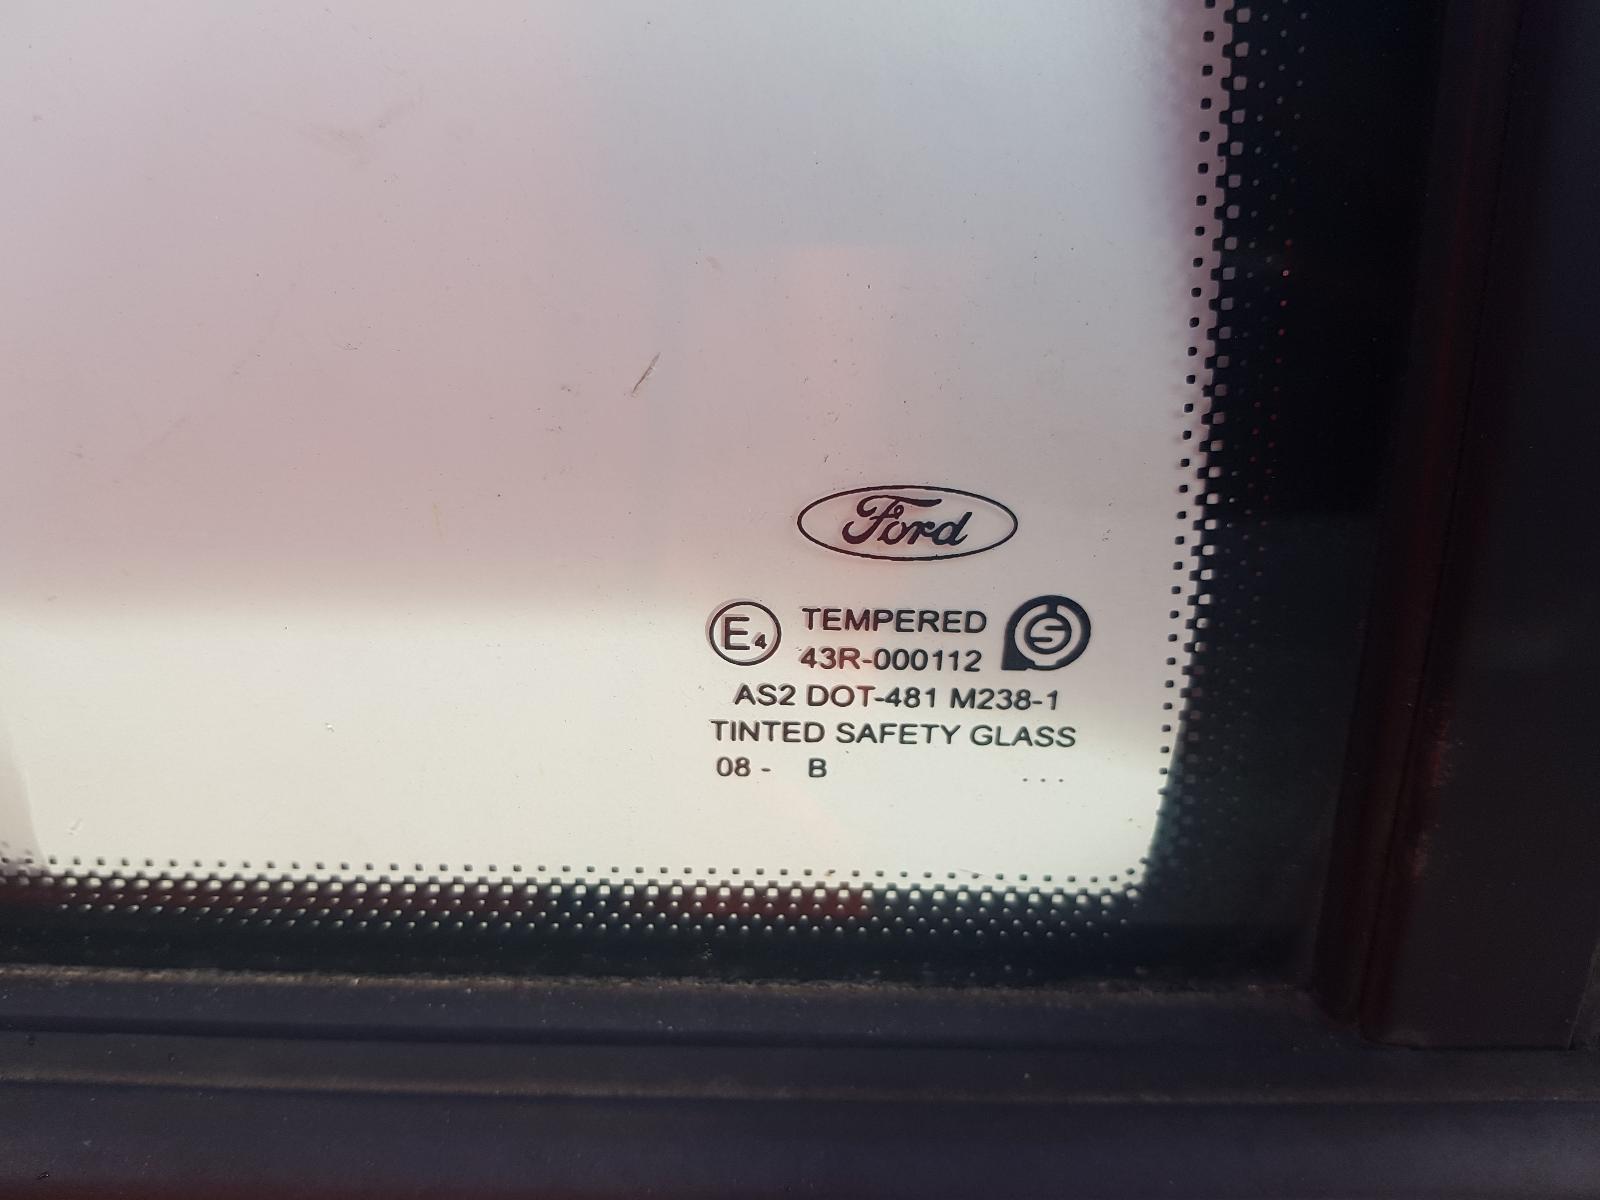 Ford
E4 TEMPERED S
43R-000112
AS2 DOT-481 M238-1
TINTED SAFETY GLASS
08 - B ...